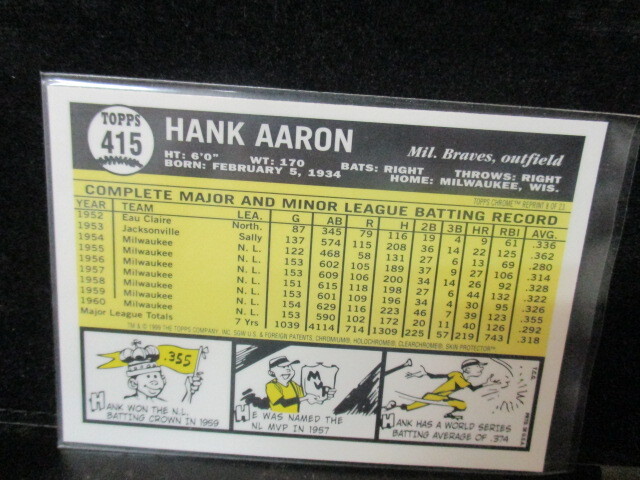 TOPPS
415
HANK AARON
Mil. Braves, outfield
HT: 6'0" WT: 170 BATS: RIGHT THROWS: RIGHT
BORN: FEBRUARY 5, 1934 HOME: MILWAUKEE, WIS.
TOPPS CHROME™ REPRINT 8 OF 23
COMPLETE MAJOR AND MINOR LEAGUE BATTING RECORD
YEAR TEAM LEA. G AB R H 2B 3B HR RBI AVG.
1952 Eau Claire North. 87 345 79 116 19 4 9 61 .336
1953 Jacksonville Sally 137 574 115 208 36 14 22 125 .362
1954 Milwaukee N.L. 122 468 58 131 27 6 13 69 .280
1955 Milwaukee N.L. 153 602 105 189 37 9 27 106 .314
1956 Milwaukee N.L. 153 609 106 200 34 14 26 92 .328
1957 Milwaukee N.L. 151 615 118 198 27 6 44 132 .322
1958 Milwaukee N.L. 153 601 109 196 34 4 30 95 .326
1959 Milwaukee N.L. 154 629 116 223 46 7 39 123 .355
1960 Milwaukee N.L. 153 590 102 172 20 11 40 126 .292
Major League Totals 7 Yrs 1039 4114 714 1309 225 57 219 743 .318
.355
HANK WON THE N.L.
BATTING CROWN IN 1959
MVP
HE WAS NAMED THE
NL MVP IN 1957
HANK HAS A WORLD SERIES
BATTING AVERAGE OF .374